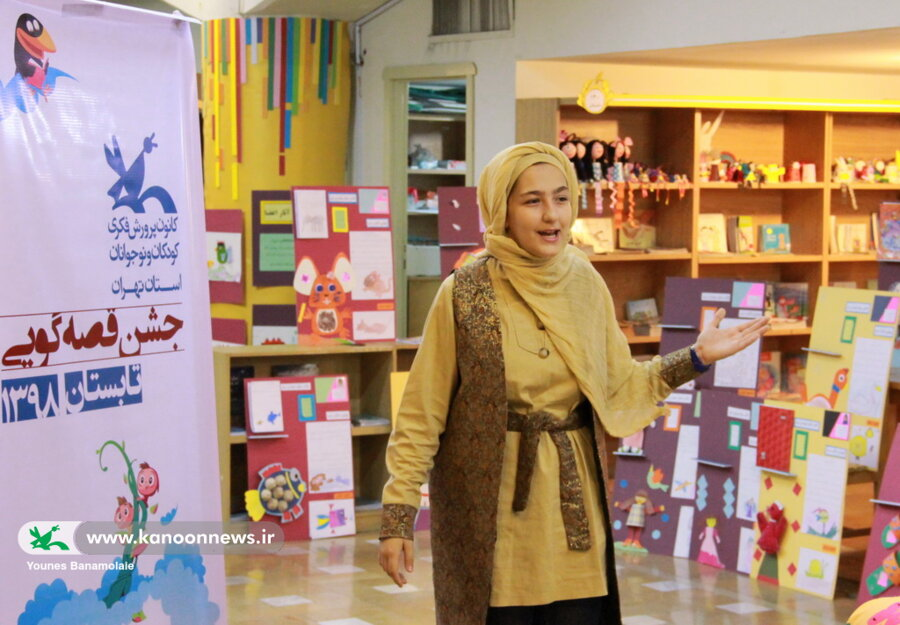 کانون پرورش فکری
کودکان و نوجوانان
استان تهران
جشن قصه‌گویی
تابستان ۱۳۹۸
www.kanoonnews.ir
Younes Banamolaie